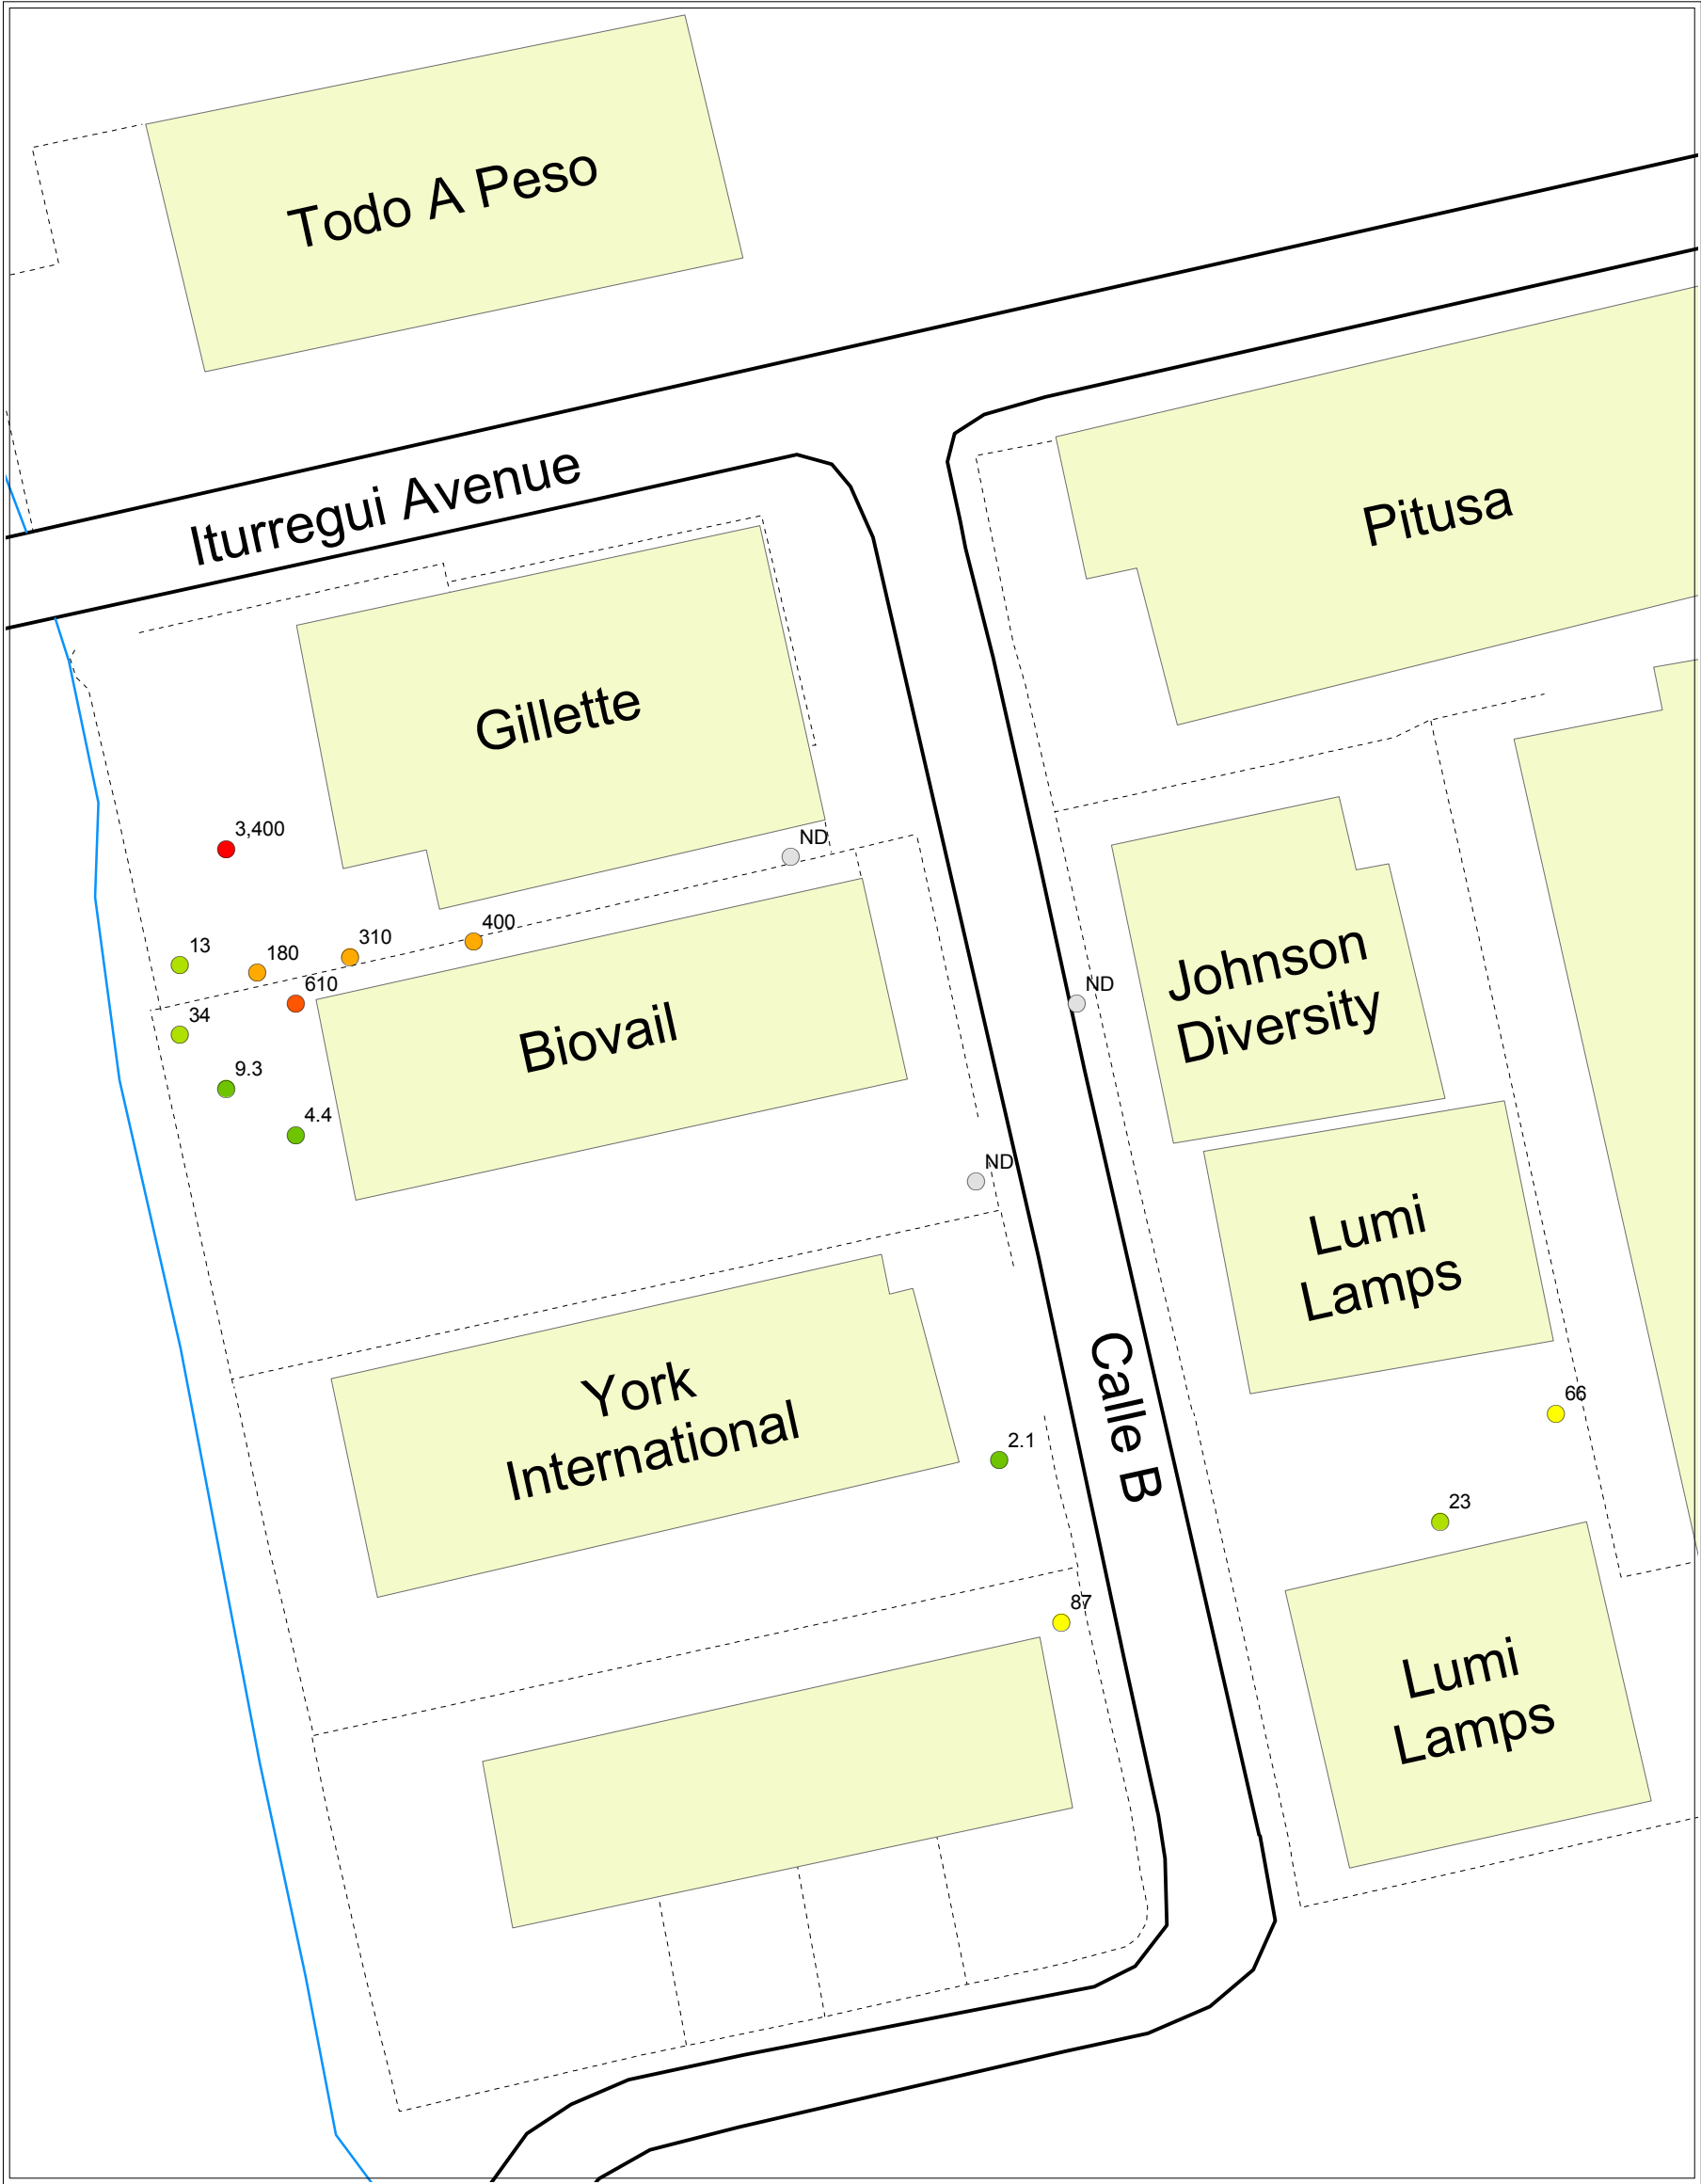 Todo A Peso
Iturregui Avenue
Pitusa
Gillette
3,400
ND
400
310
13
180
610
34
Biovail
9.3
4.4
ND
Johnson
Diversity
ND
Lumi
Lamps
York
International
Calle B
66
2.1
23
87
Lumi
Lamps